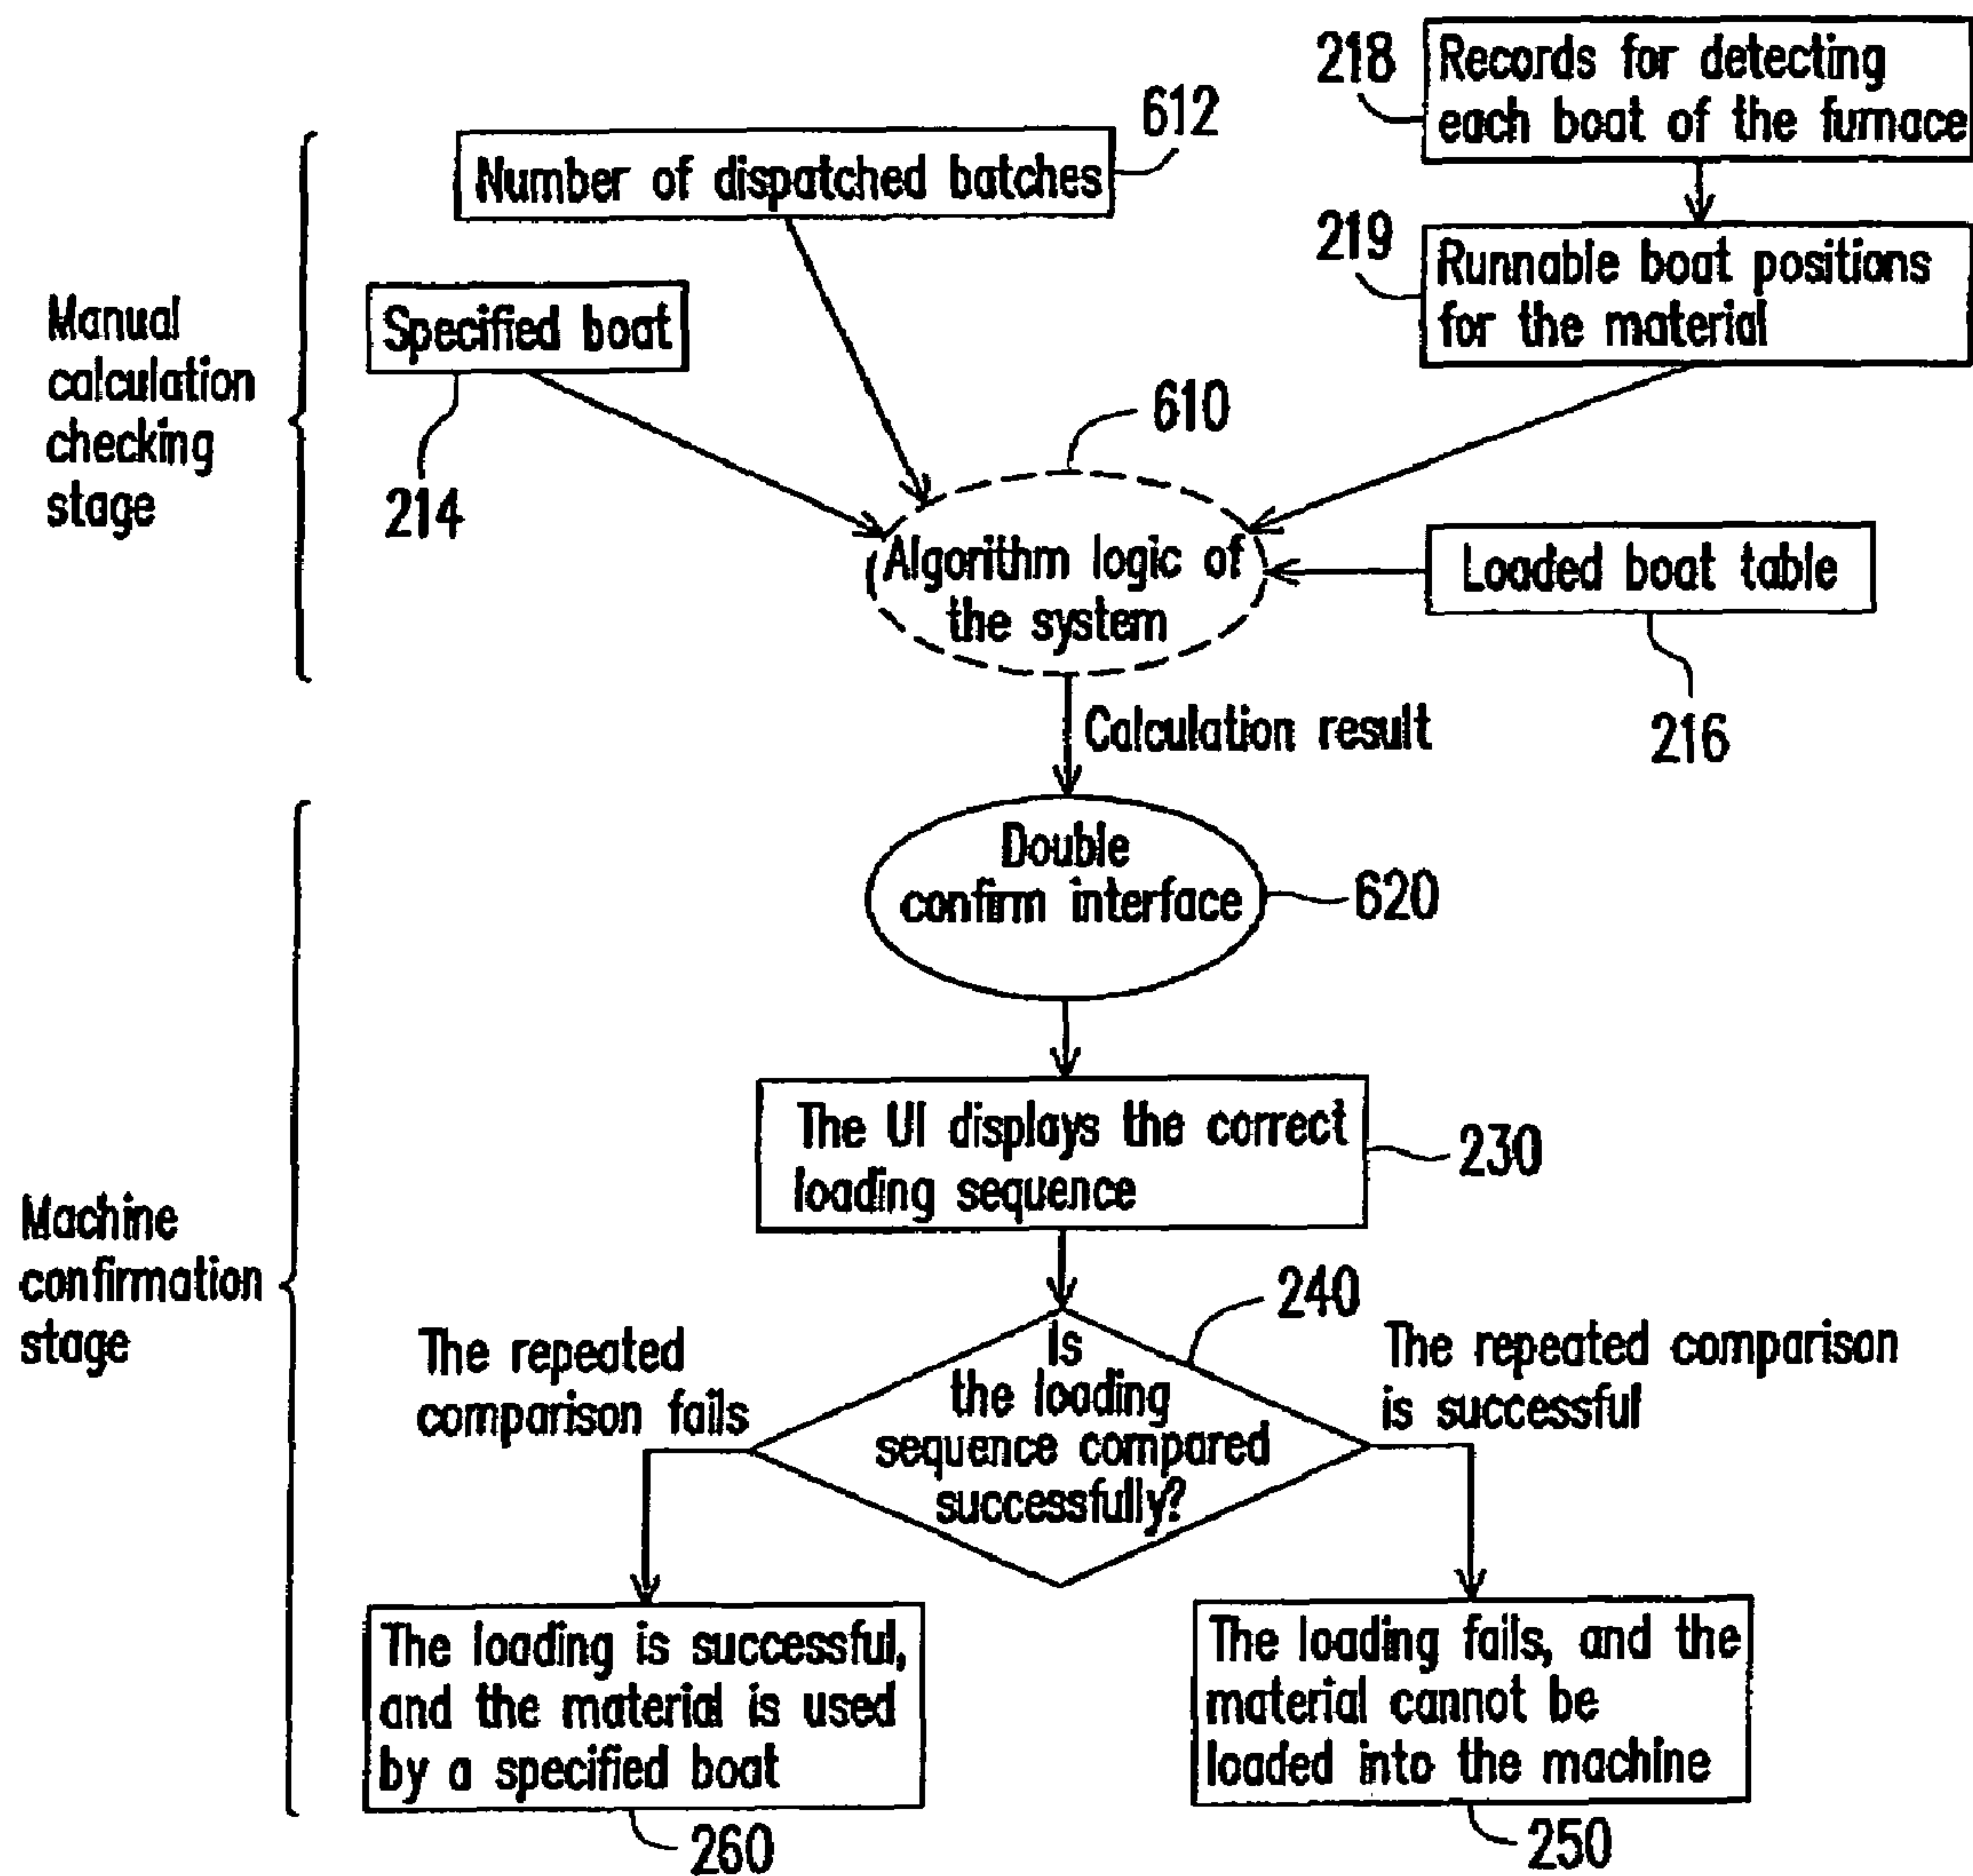 218
Records for detecting
each boat of the furnace
612
Number of dispatched batches
219
Runnable boat positions
for the material
Specified boat
214
Manual
calculation
checking
stage
610
Algorithm logic of
the system
Loaded boat table
216
Calculation result
Double
confirm interface
620
The UI displays the correct
loading sequence
230
Machine
confirmation
stage
240
Is
the loading
sequence compared
successfully?
The repeated
comparison fails
The repeated comparison
is successful
The loading is successful,
and the material is used
by a specified boat
260
The loading fails, and the
material cannot be
loaded into the machine
250